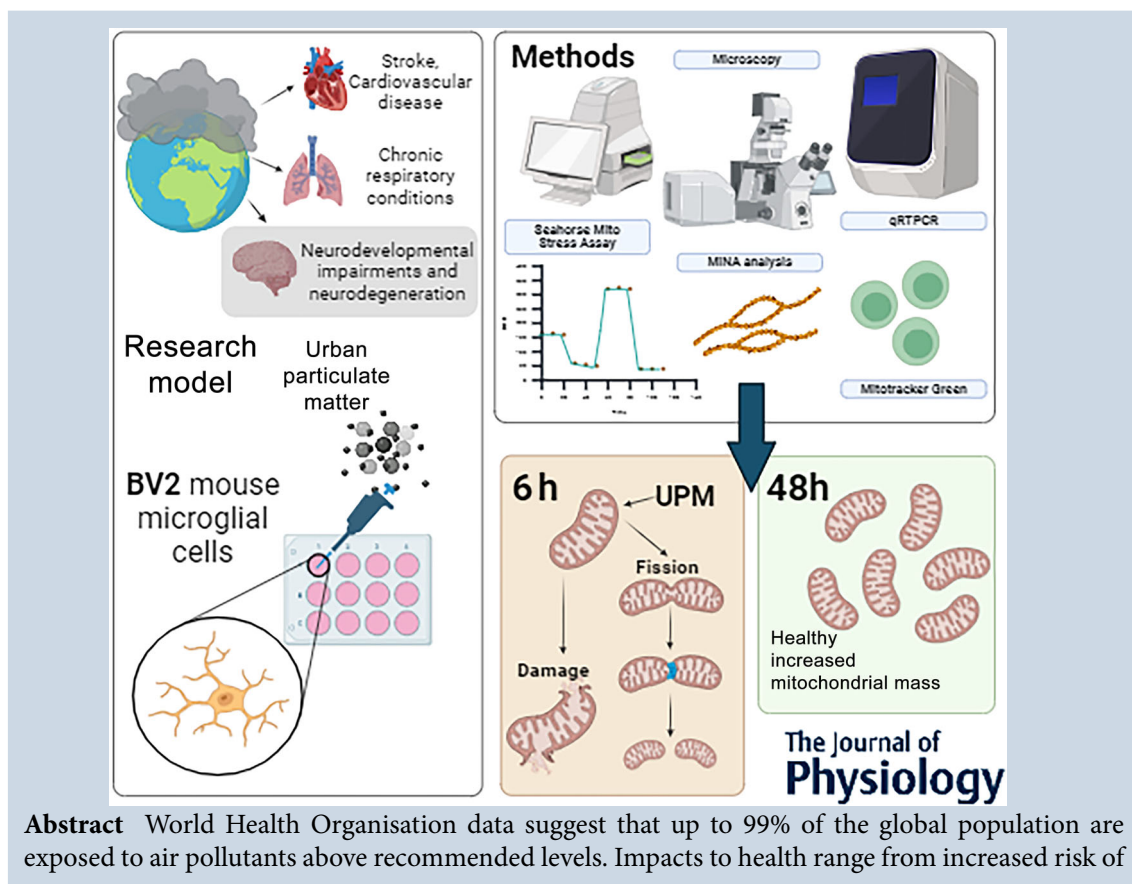 Stroke,
Cardiovascular
disease
Chronic
respiratory
conditions
Neurodevelopmental
impairments and
neurodegeneration
Research
model
Urban
particulate
matter
BV2 mouse
microglial
cells
Methods
Microscopy
Seahorse Mito
Stress Assay
qRTPCR
MINA analysis
Mitotracker Green
6 h
UPM
Fission
Damage
48h
Healthy
increased
mitochondrial mass
The Journal of
Physiology
Abstract World Health Organisation data suggest that up to 99% of the global population are
exposed to air pollutants above recommended levels. Impacts to health range from increased risk of